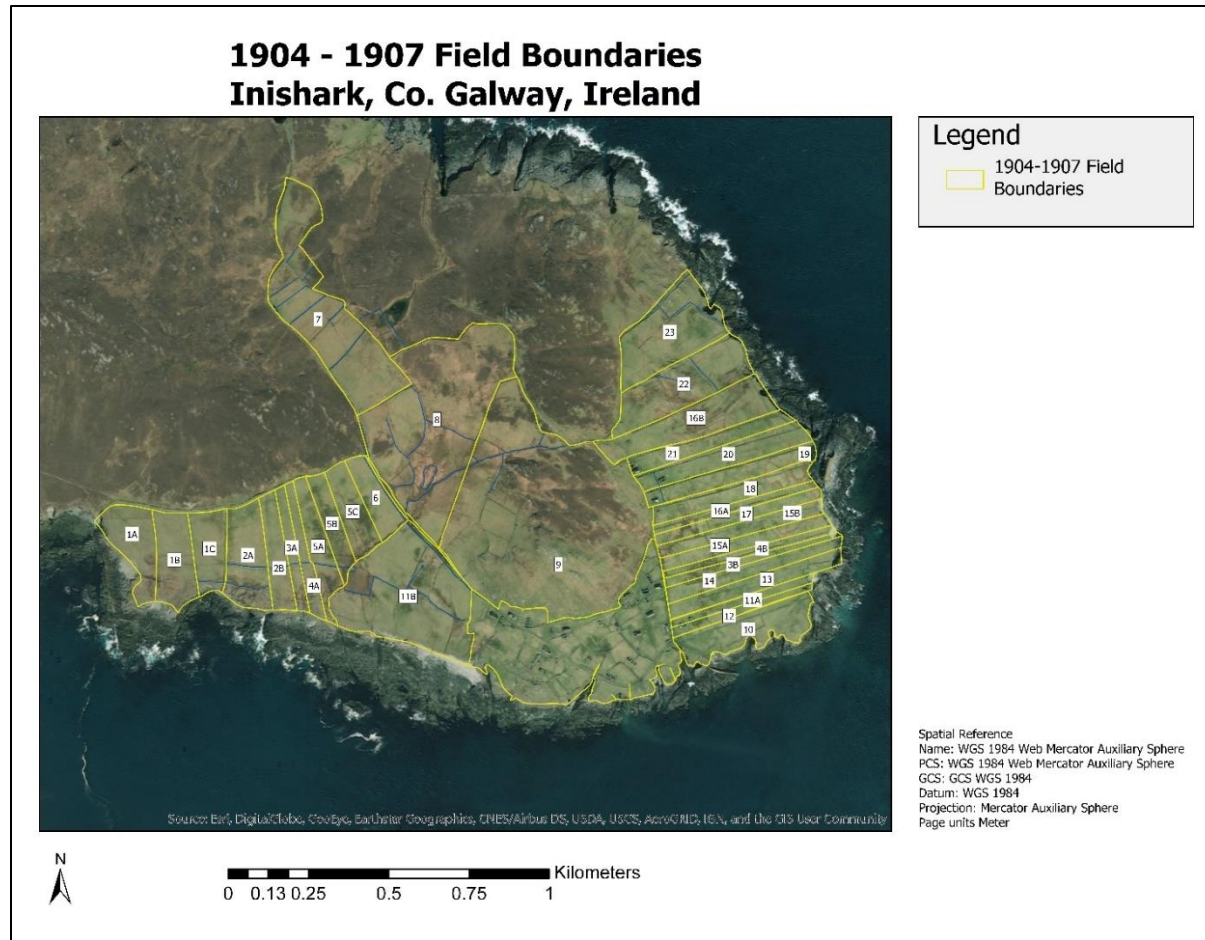 1904 - 1907 Field Boundaries
Inishark, Co. Galway, Ireland
Legend
1904-1907 Field
Boundaries
7
23
22
8
16B
21
20
19
6
18
5C
5B
16A
17
15B
1A
1B
1C
2A
3A
5A
15A
4B
2B
9
3B
4A
14
13
11B
11A
12
10
Source: Esri, DigitalGlobe, GeoEye, Earthstar Geographics, CNES/Airbus DS, USDA, USGS, AeroGRID, IGN, and the GIS User Community
Spatial Reference
Name: WGS 1984 Web Mercator Auxiliary Sphere
PCS: WGS 1984 Web Mercator Auxiliary Sphere
GCS: GCS WGS 1984
Datum: WGS 1984
Projection: Mercator Auxiliary Sphere
Page units Meter
N
Kilometers
0 0.13 0.25 0.5 0.75 1